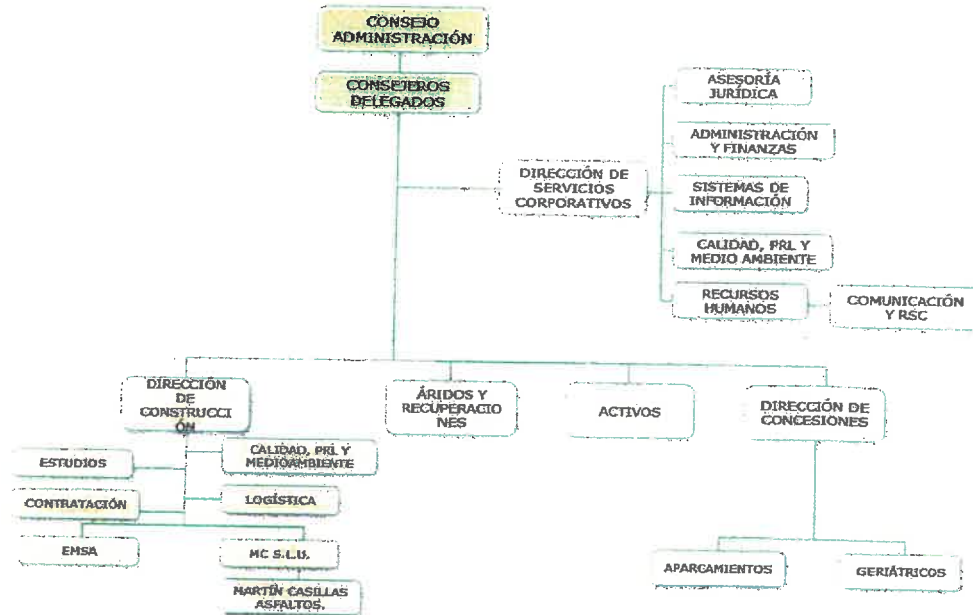 CONSEJO
ADMINISTRACIÓN
CONSEJEROS
DELEGADOS
ASESORÍA
JURÍDICA
ADMINISTRACIÓN
Y FINANZAS
DIRECCIÓN DE
SERVICIOS
CORPORATIVOS
SISTEMAS DE
INFORMACIÓN
CALIDAD, PRL Y
MEDIO AMBIENTE
RECURSOS
HUMANOS
COMUNICACIÓN
Y RSC
DIRECCIÓN
DE
CONSTRUCCI
ÓN
ÁRIDOS Y
RECUPERACIO
NES
ACTIVOS
DIRECCIÓN DE
CONCESIONES
ESTUDIOS
CALIDAD, PRL Y
MEDIOAMBIENTE
CONTRATACIÓN
LOGÍSTICA
EMSA
MC S.L.U.
MARTÍN CASILLAS
ASFALTOS.
APARCAMIENTOS
GERIÁTRICOS